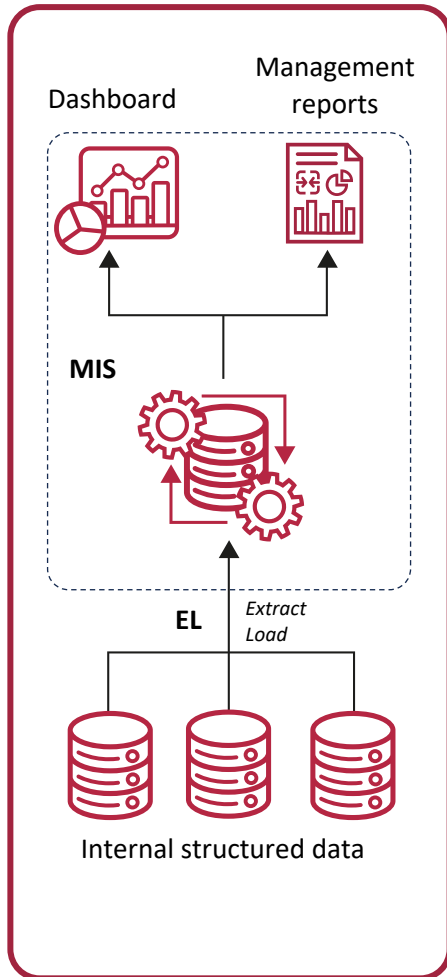 Dashboard
Management
reports
MIS
EL
Extract
Load
Internal structured data